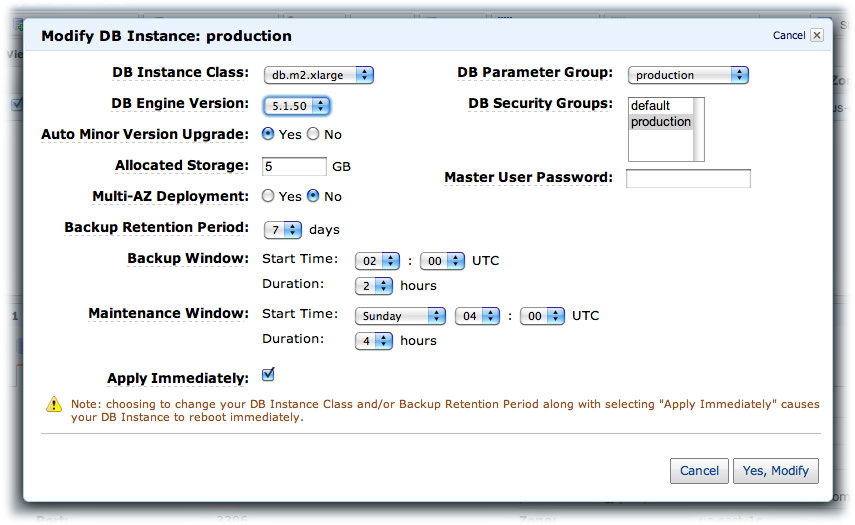 Modify DB Instance: production
Cancel
DB Instance Class: db.m2.xlarge
DB Parameter Group: production
DB Engine Version: 5.1.50
DB Security Groups: default
production
Auto Minor Version Upgrade: Yes No
Allocated Storage: 5 GB
Master User Password:
Multi-AZ Deployment: Yes No
Backup Retention Period: 7 days
Backup Window: Start Time: 02 : 00 UTC
Duration: 2 hours
Maintenance Window: Start Time: Sunday 04 : 00 UTC
Duration: 4 hours
Apply Immediately:
Note: choosing to change your DB Instance Class and/or Backup Retention Period along with selecting "Apply Immediately" causes
your DB Instance to reboot immediately.
Cancel
Yes, Modify